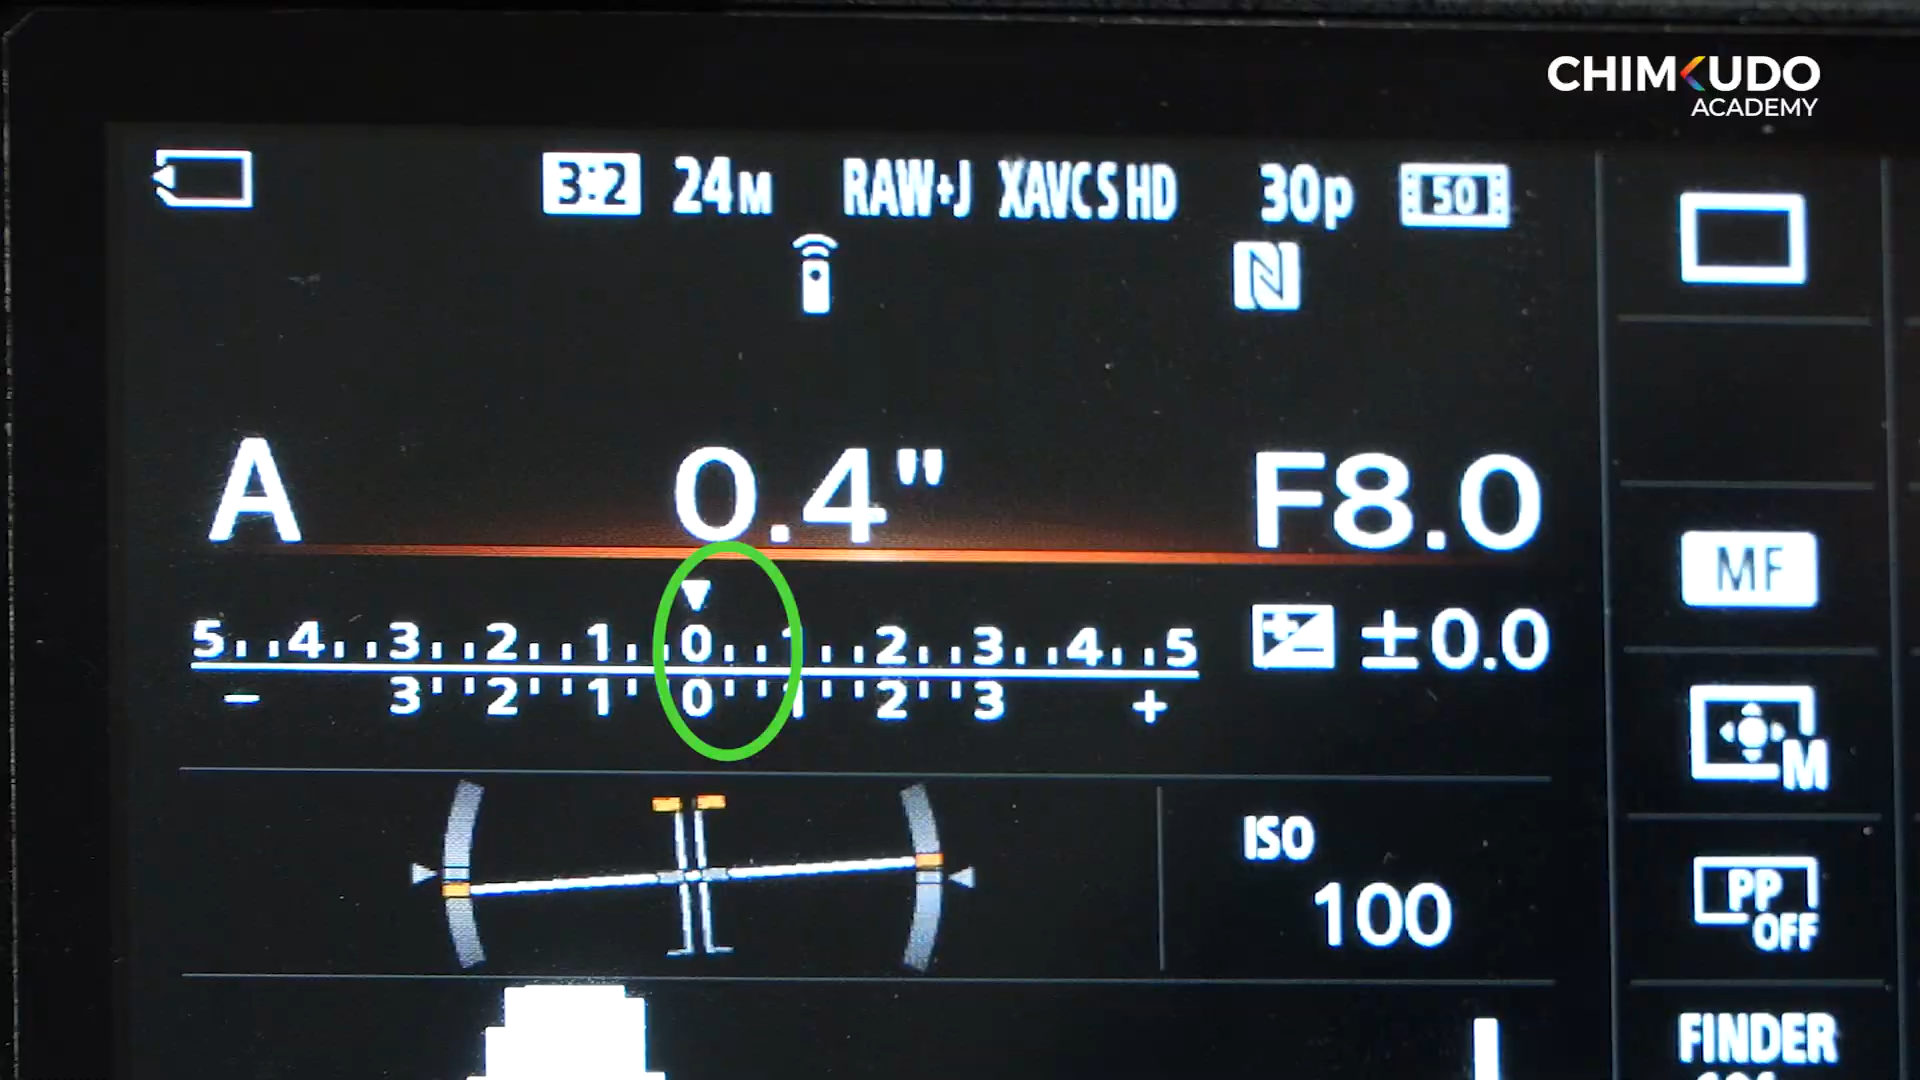 CHIMKUDO
ACADEMY
3:2 24M RAW+J XAVC S HD 30p 50
A 0.4" F8.0
5 4 3 2 1 0 1 2 3 4 5 ±0.0
- 3 2 1 0 1 2 3 +
MF
M
ISO
100
PP
OFF
FINDER